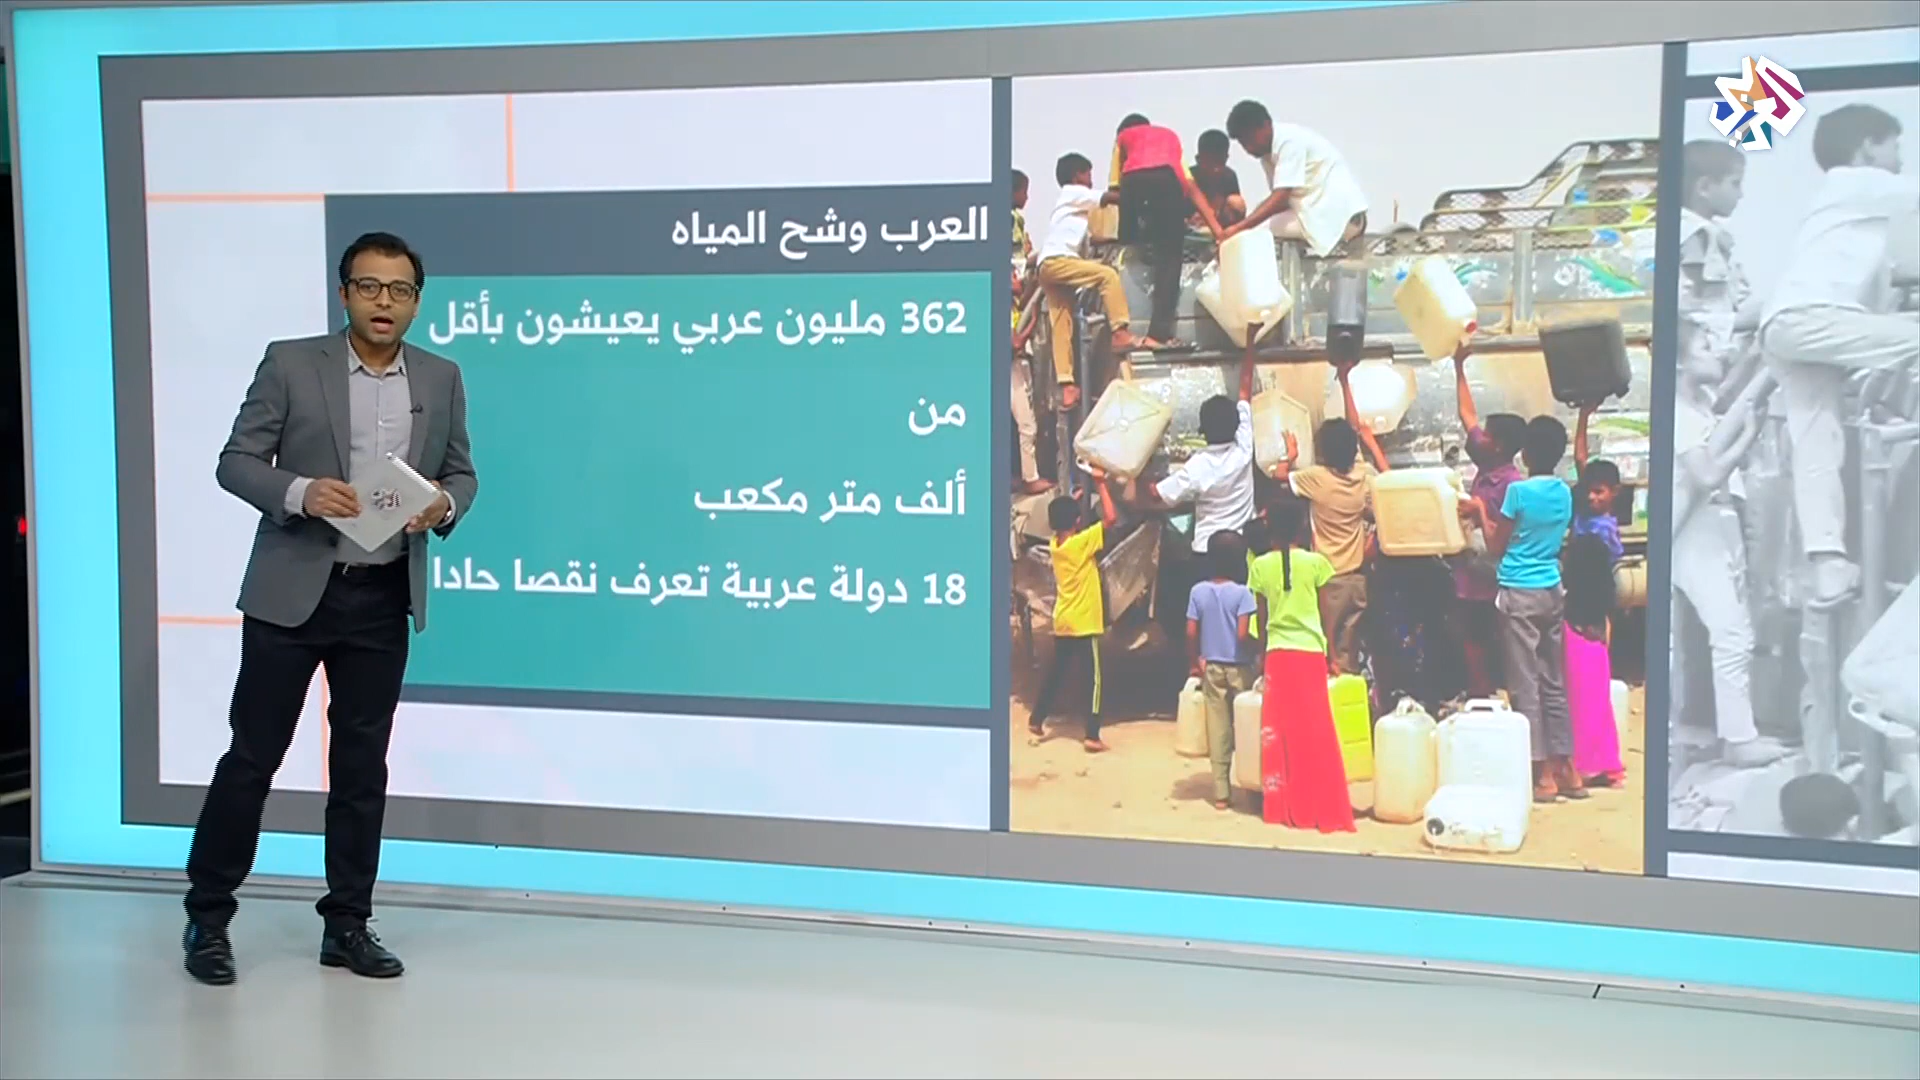 العرب وشح المياه
362 مليون عربي يعيشون بأقل
من
ألف متر مكعب
18 دولة عربية تعرف نقصا حادا